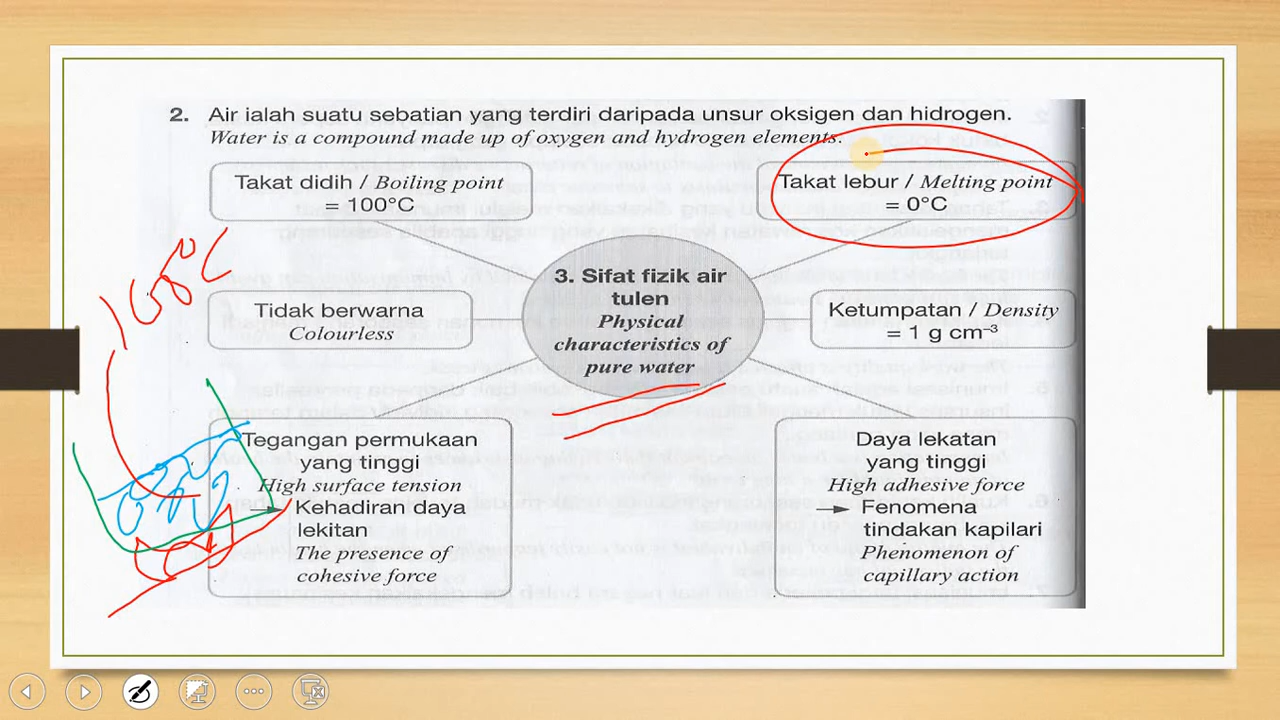 2. Air ialah suatu sebatian yang terdiri daripada unsur oksigen dan hidrogen.
Water is a compound made up of oxygen and hydrogen elements.
Takat didih / Boiling point
= 100°C
Takat lebur / Melting point
= 0°C
3. Sifat fizik air
tulen
Physical
characteristics of
pure water
Tidak berwarna
Colourless
Ketumpatan / Density
= 1 g cm⁻³
Tegangan permukaan
yang tinggi
High surface tension
Kehadiran daya
lekitan
The presence of
cohesive force
Daya lekatan
yang tinggi
High adhesive force
Fenomena
tindakan kapilari
Phenomenon of
capillary action